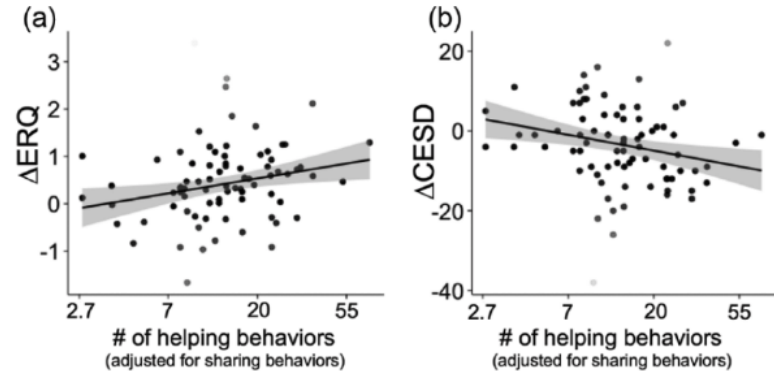 (a)
ΔERQ
3
2
1
0
-1
2.7 7 20 55
# of helping behaviors
(adjusted for sharing behaviors)
(b)
ΔCESD
20
0
-20
-40
2.7 7 20 55
# of helping behaviors
(adjusted for sharing behaviors)